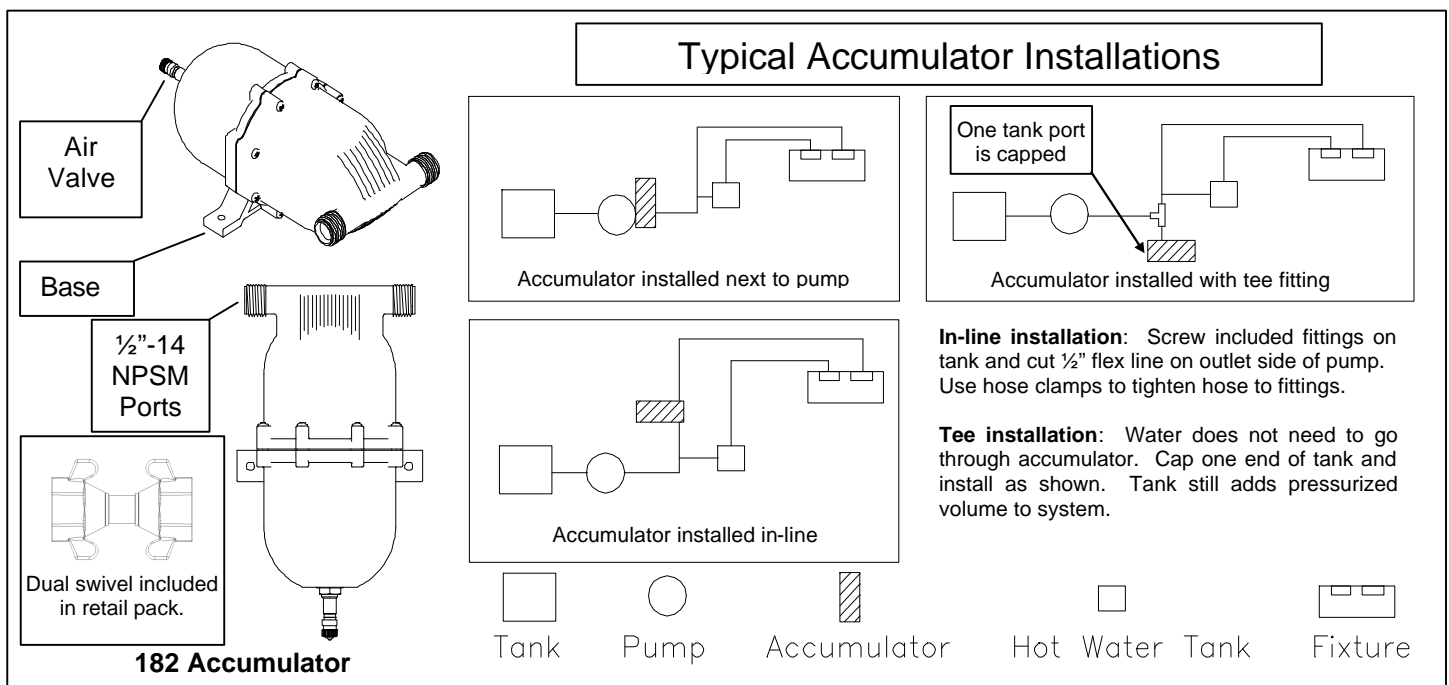 Typical Accumulator Installations
Air
Valve
Base
½”-14
NPSM
Ports
Dual swivel included
in retail pack.
182 Accumulator
Accumulator installed next to pump
One tank port
is capped
Accumulator installed with tee fitting
Accumulator installed in-line
In-line installation: Screw included fittings on
tank and cut ½” flex line on outlet side of pump.
Use hose clamps to tighten hose to fittings.
Tee installation: Water does not need to go
through accumulator. Cap one end of tank and
install as shown. Tank still adds pressurized
volume to system.
Tank Pump Accumulator Hot Water Tank Fixture